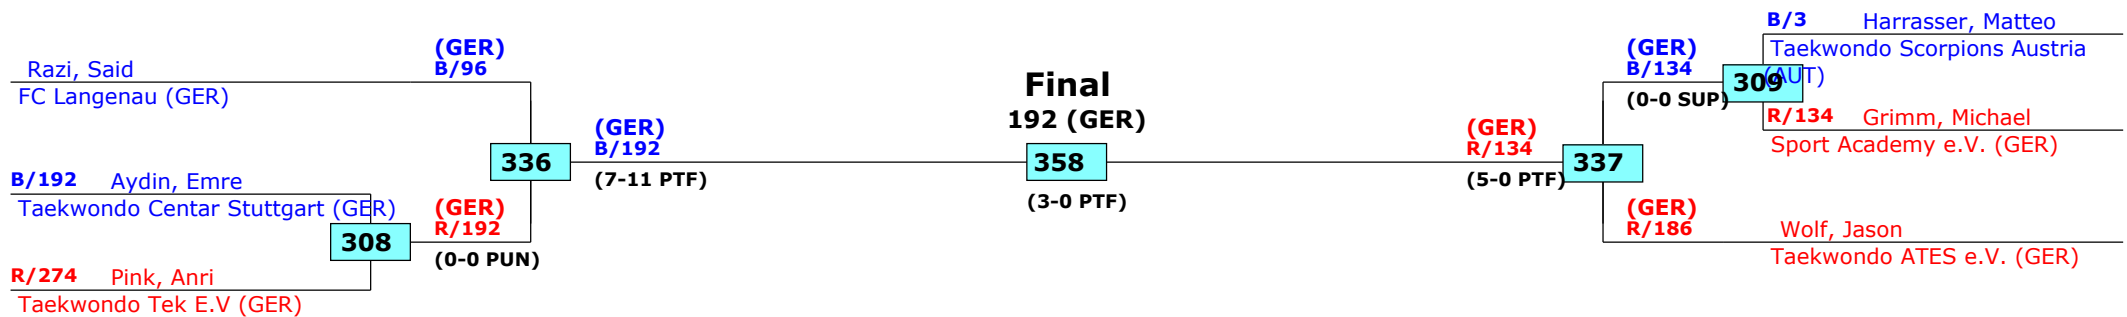 Razi, Said
FC Langenau (GER)
(GER)
B/96
B/192 Aydin, Emre
Taekwondo Centar Stuttgart (GER)
308
R/274 Pink, Anri
Taekwondo Tek E.V (GER)
(GER)
R/192
(0-0 PUN)
336
(GER)
B/192
(7-11 PTF)
Final
192 (GER)
358
(3-0 PTF)
(GER)
R/134
(5-0 PTF)
337
(GER)
B/134
(0-0 SUP)
309
B/3 Harrasser, Matteo
Taekwondo Scorpions Austria
(AUT)
R/134 Grimm, Michael
Sport Academy e.V. (GER)
(GER)
R/186
Wolf, Jason
Taekwondo ATES e.V. (GER)